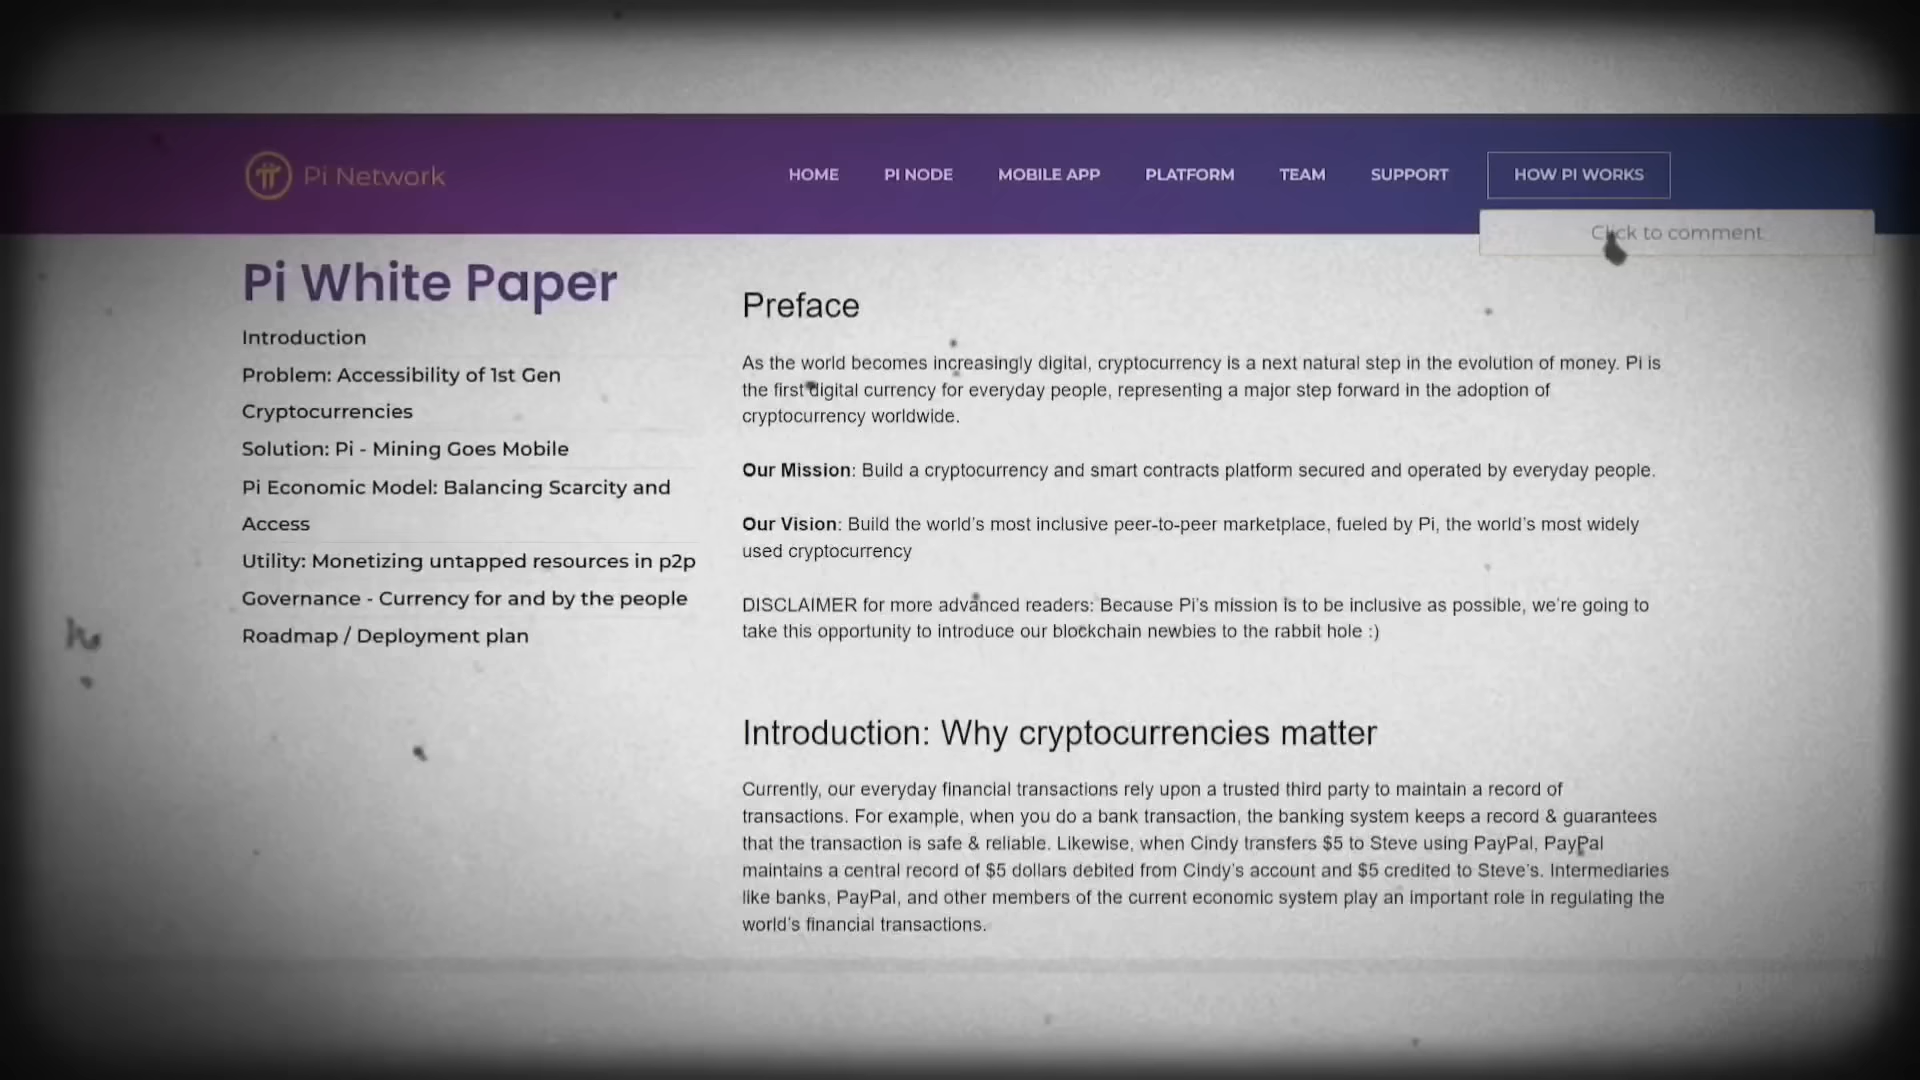 Pi Network
HOME
PI NODE
MOBILE APP
PLATFORM
TEAM
SUPPORT
HOW PI WORKS
Click to comment
Pi White Paper
Introduction
Problem: Accessibility of 1st Gen
Cryptocurrencies
Solution: Pi - Mining Goes Mobile
Pi Economic Model: Balancing Scarcity and
Access
Utility: Monetizing untapped resources in p2p
Governance - Currency for and by the people
Roadmap / Deployment plan
Preface
As the world becomes increasingly digital, cryptocurrency is a next natural step in the evolution of money. Pi is
the first digital currency for everyday people, representing a major step forward in the adoption of
cryptocurrency worldwide.
Our Mission: Build a cryptocurrency and smart contracts platform secured and operated by everyday people.
Our Vision: Build the world's most inclusive peer-to-peer marketplace, fueled by Pi, the world's most widely
used cryptocurrency
DISCLAIMER for more advanced readers: Because Pi's mission is to be inclusive as possible, we're going to
take this opportunity to introduce our blockchain newbies to the rabbit hole :)
Introduction: Why cryptocurrencies matter
Currently, our everyday financial transactions rely upon a trusted third party to maintain a record of
transactions. For example, when you do a bank transaction, the banking system keeps a record & guarantees
that the transaction is safe & reliable. Likewise, when Cindy transfers $5 to Steve using PayPal, PayPal
maintains a central record of $5 dollars debited from Cindy's account and $5 credited to Steve's. Intermediaries
like banks, PayPal, and other members of the current economic system play an important role in regulating the
world's financial transactions.